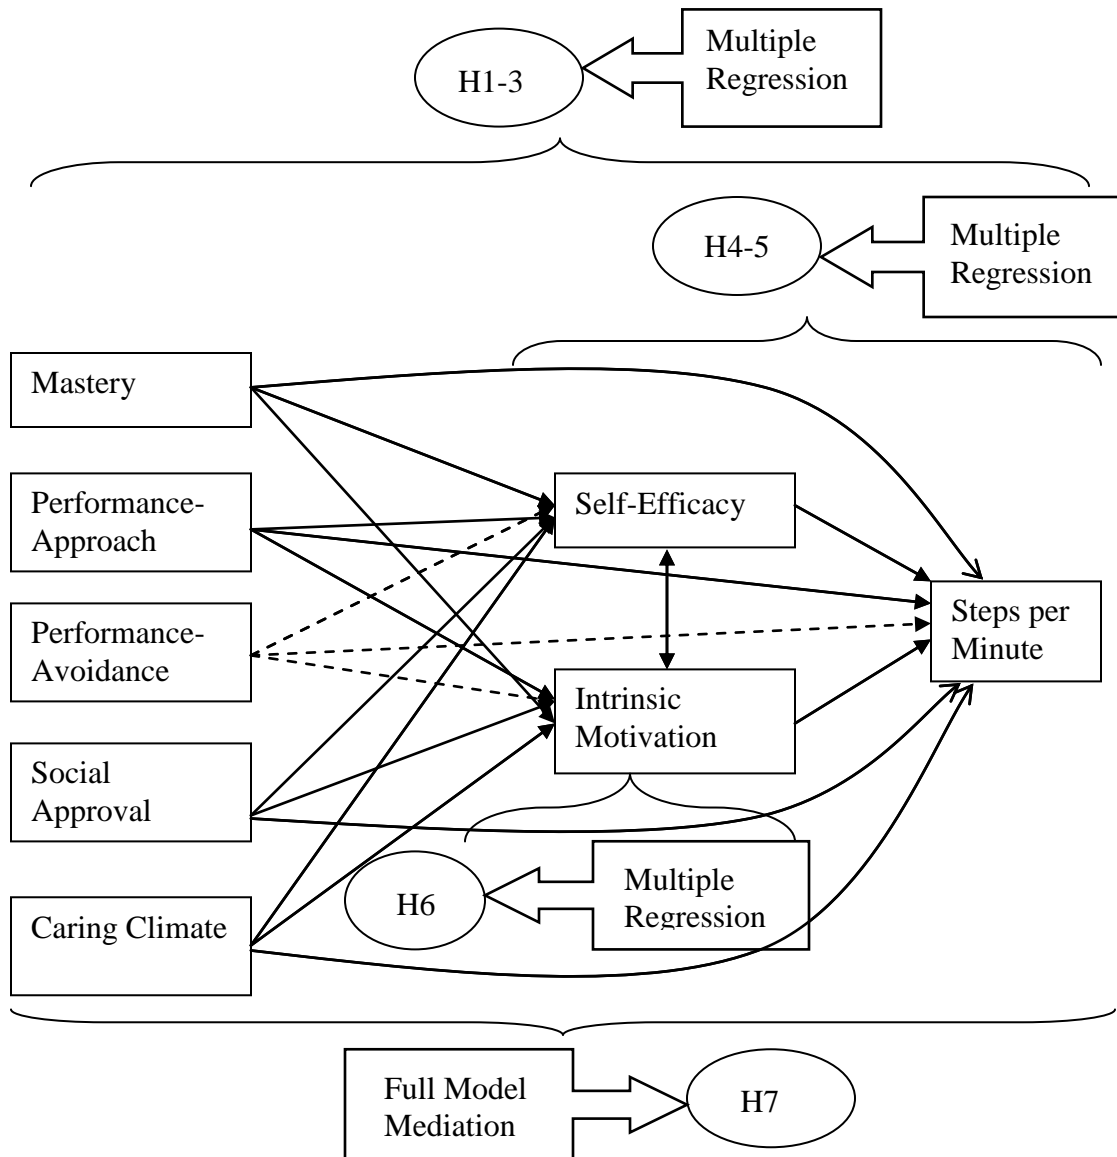 Multiple
Regression
H1-3
Multiple
Regression
H4-5
Mastery
Performance-
Approach
Self-Efficacy
Performance-
Avoidance
Steps per
Minute
Intrinsic
Motivation
Social
Approval
Multiple
Regression
H6
Caring Climate
Full Model
Mediation
H7